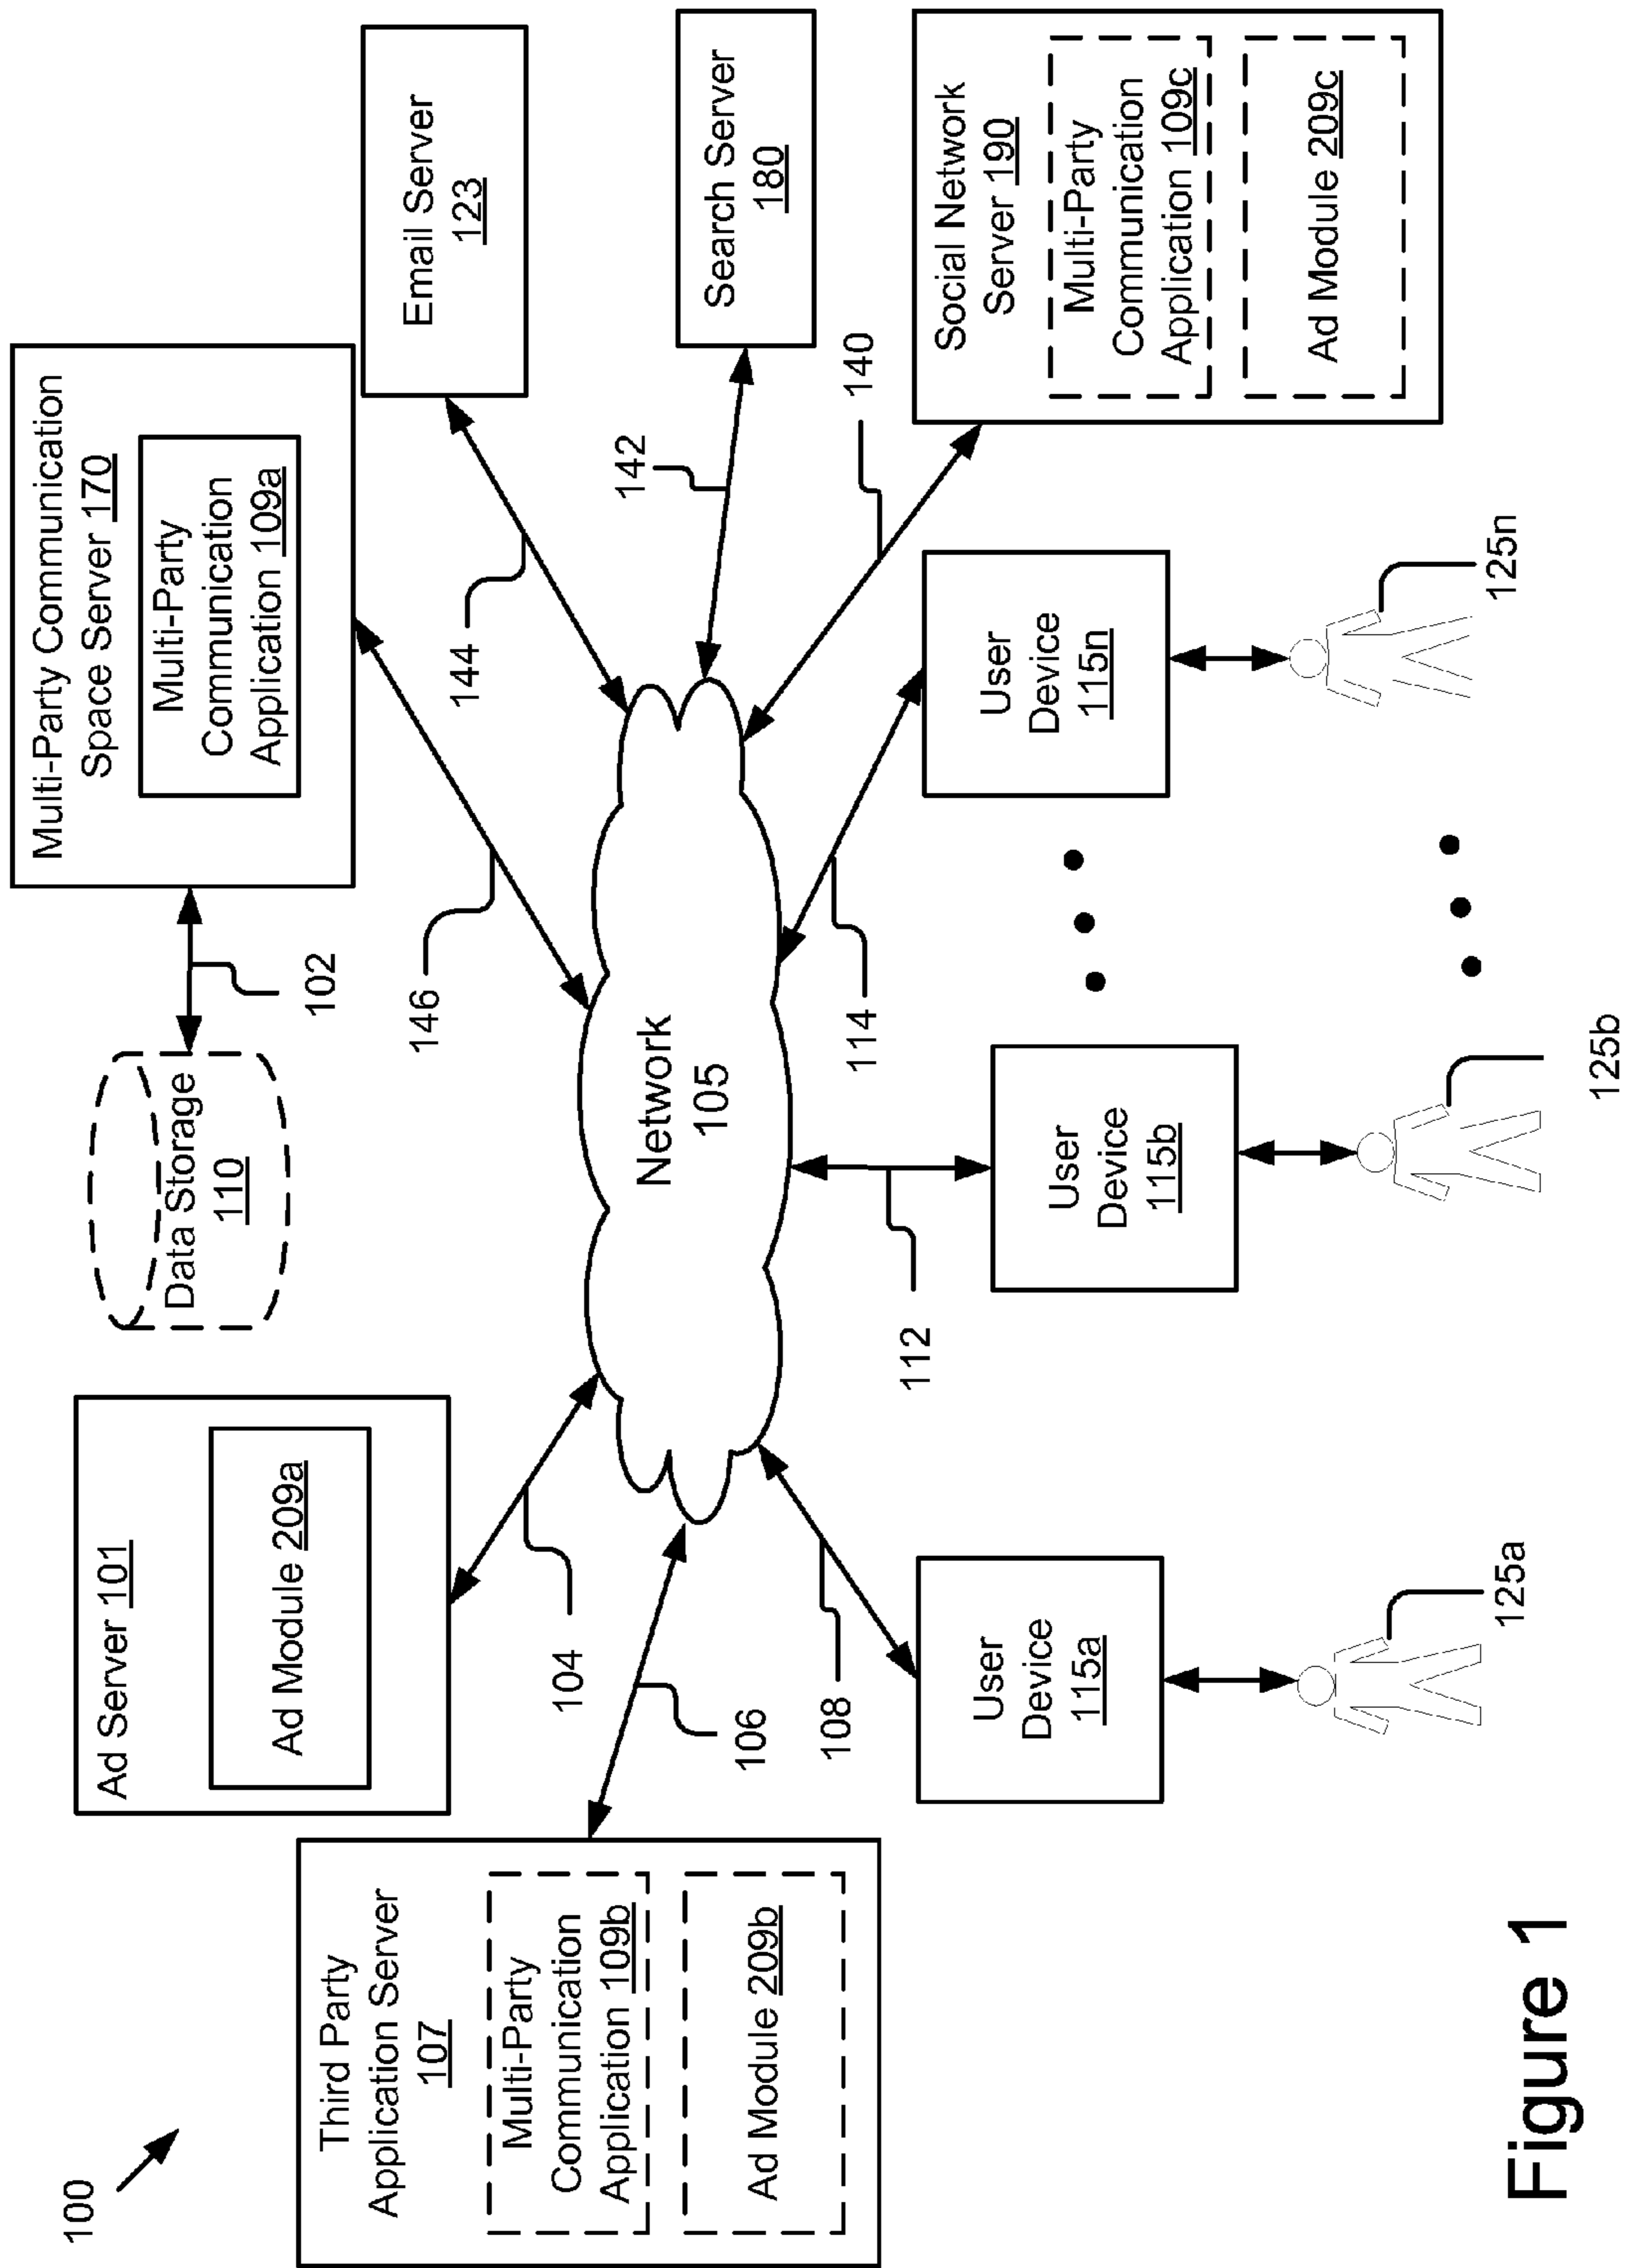 100
Ad Server 101
Ad Module 209a
Data Storage
110
102
Multi-Party Communication
Space Server 170
Multi-Party
Communication
Application 109a
Third Party
Application Server
107
Multi-Party
Communication
Application 109b
Ad Module 209b
104
106
146
144
Email Server
123
142
Search Server
180
Network
105
140
Social Network
Server 190
Multi-Party
Communication
Application 109c
Ad Module 209c
108
112
114
User
Device
115a
User
Device
115b
User
Device
115n
125a
125b
125n
Figure 1